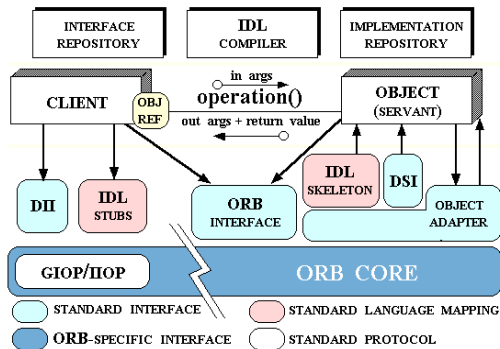 INTERFACE
REPOSITORY
IDL
COMPILER
IMPLEMENTATION
REPOSITORY
CLIENT
OBJ
REF
in args
operation()
out args + return value
OBJECT
(SERVANT)
DII
IDL
STUBS
ORB
INTERFACE
IDL
SKELETON
DSI
OBJECT
ADAPTER
GIOP/IIOP
ORB CORE
STANDARD INTERFACE
STANDARD LANGUAGE MAPPING
ORB-SPECIFIC INTERFACE
STANDARD PROTOCOL